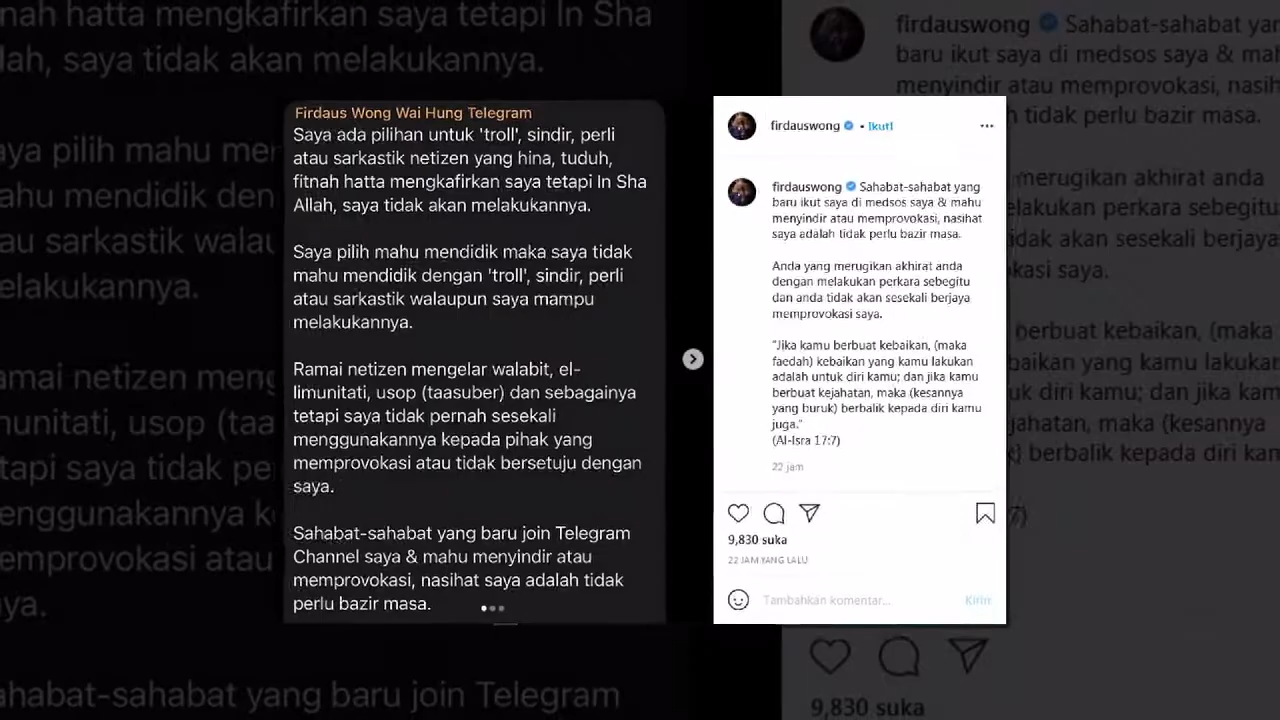 Firdaus Wong Wai Hung Telegram
Saya ada pilihan untuk 'troll', sindir, perli
atau sarkastik netizen yang hina, tuduh,
fitnah hatta mengkafirkan saya tetapi In Sha
Allah, saya tidak akan melakukannya.
Saya pilih mahu mendidik maka saya tidak
mahu mendidik dengan 'troll', sindir, perli
atau sarkastik walaupun saya mampu
melakukannya.
Ramai netizen mengelar walabit, el-
limunitati, usop (taasuber) dan sebagainya
tetapi saya tidak pernah sesekali
menggunakannya kepada pihak yang
memprovokasi atau tidak bersetuju dengan
saya.
Sahabat-sahabat yang baru join Telegram
Channel saya & mahu menyindir atau
memprovokasi, nasihat saya adalah tidak
perlu bazir masa.
firdauswong • Ikuti
firdauswong Sahabat-sahabat yang
baru ikut saya di medsos saya & mahu
menyindir atau memprovokasi, nasihat
saya adalah tidak perlu bazir masa.
Anda yang merugikan akhirat anda
dengan melakukan perkara sebegitu
dan anda tidak akan sesekali berjaya
memprovokasi saya.
"Jika kamu berbuat kebaikan, (maka
faedah) kebaikan yang kamu lakukan
adalah untuk diri kamu; dan jika kamu
berbuat kejahatan, maka (kesannya
yang buruk) berbalik kepada diri kamu
juga."
(Al-Isra 17:7)
22 jam
9,830 suka
22 JAM YANG LALU
Tambahkan komentar... Kirim